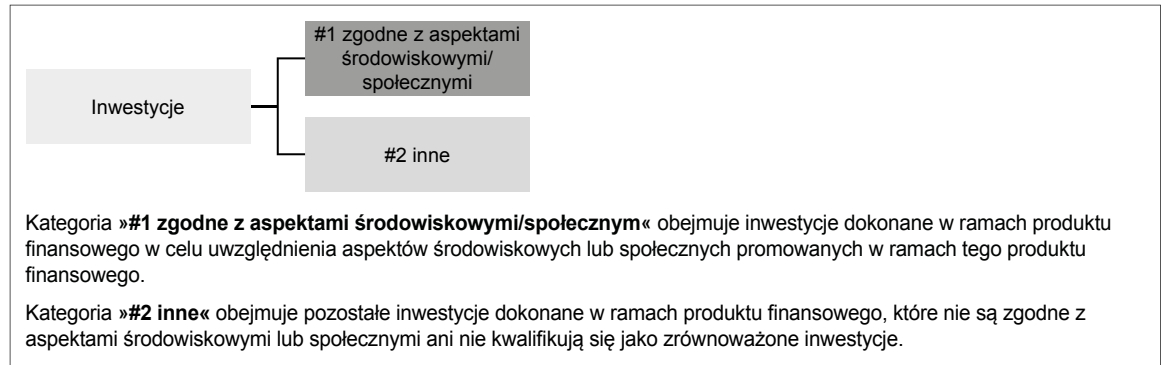 #1 zgodne z aspektami
środowiskowymi/
społecznymi
Inwestycje
#2 inne
Kategoria »#1 zgodne z aspektami środowiskowymi/społecznym« obejmuje inwestycje dokonane w ramach produktu
finansowego w celu uwzględnienia aspektów środowiskowych lub społecznych promowanych w ramach tego produktu
finansowego.
Kategoria »#2 inne« obejmuje pozostałe inwestycje dokonane w ramach produktu finansowego, które nie są zgodne z
aspektami środowiskowymi lub społecznymi ani nie kwalifikują się jako zrównoważone inwestycje.